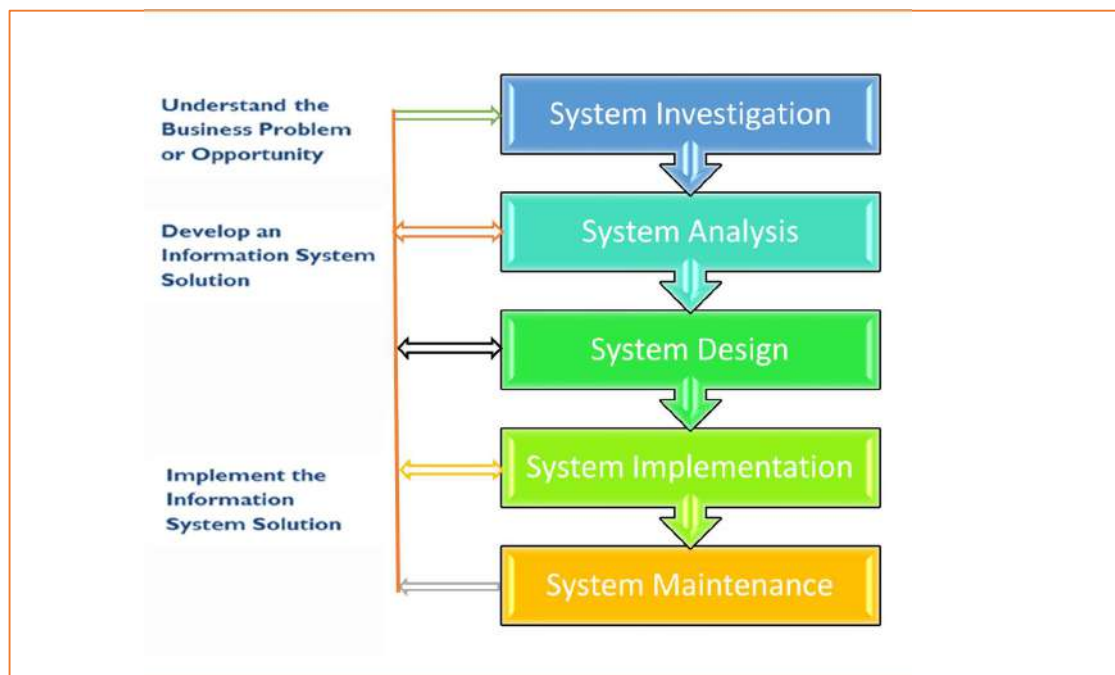 Understand the
Business Problem
or Opportunity
System Investigation
Develop an
Information System
Solution
System Analysis
System Design
Implement the
Information
System Solution
System Implementation
System Maintenance